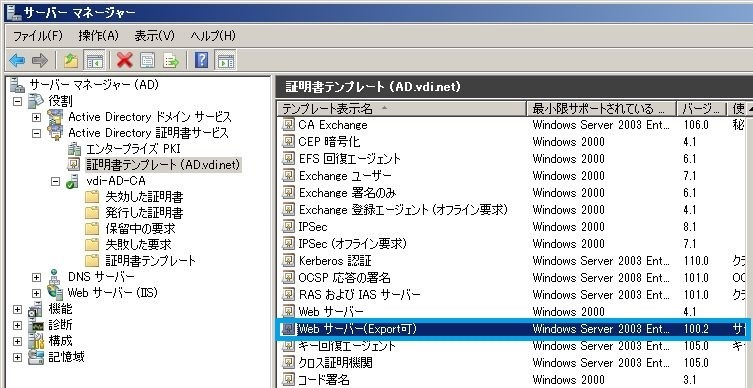 サーバー マネージャー
ファイル(F) 操作(A) 表示(V) ヘルプ(H)
サーバー マネージャー (AD)
役割
Active Directory ドメイン サービス
Active Directory 証明書サービス
エンタープライズ PKI
証明書テンプレート (AD.vdi.net)
vdi-AD-CA
失効した証明書
発行した証明書
保留中の要求
失敗した要求
証明書テンプレート
DNS サーバー
Web サーバー (IIS)
機能
診断
構成
記憶域
証明書テンプレート (AD.vdi.net)
テンプレート表示名 最小限サポートされている ... バージ... 使
CA Exchange Windows Server 2003 Ent... 106.0 秘
CEP 暗号化 Windows 2000 4.1
EFS 回復エージェント Windows 2000 6.1
Exchange ユーザー Windows 2000 7.1
Exchange 署名のみ Windows 2000 6.1
Exchange 登録エージェント (オフライン要求) Windows 2000 4.1
IPSec Windows 2000 8.1
IPSec (オフライン要求) Windows 2000 7.1
Kerberos 認証 Windows Server 2003 Ent... 110.0 クラ
OCSP 応答の署名 Windows Server 2008 Ent... 101.0 O
RAS および IAS サーバー Windows Server 2003 Ent... 101.0 クラ
Web サーバー Windows 2000 4.1
Web サーバー(Export可) Windows Server 2003 Ent... 100.2 サー
キー回復エージェント Windows Server 2003 Ent... 105.0 キー
クロス証明機関 Windows Server 2003 Ent... 105.0
コード署名 Windows 2000 3.1